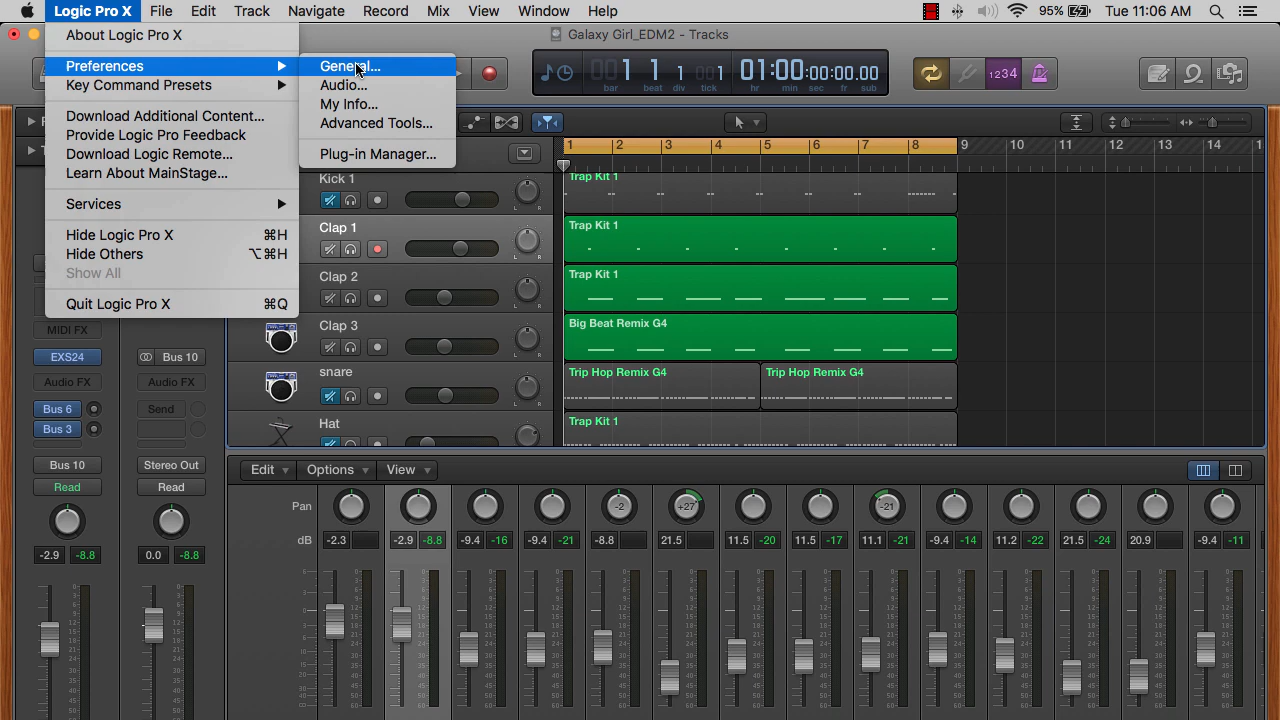 Logic Pro X File Edit Track Navigate Record Mix View Window Help 95% Tue 11:06 AM
About Logic Pro X
Preferences
Key Command Presets
Download Additional Content...
Provide Logic Pro Feedback
Download Logic Remote...
Learn About MainStage...
Services
Hide Logic Pro X ⌘H
Hide Others ⌥⌘H
Show All
Quit Logic Pro X ⌘Q
General...
Audio...
My Info...
Advanced Tools...
Plug-in Manager...
Galaxy Girl_EDM2 - Tracks
1 1 1 1 00:00:00:00.00
bar beat div tick hr min sec fr sub
1234
1 2 3 4 5 6 7 8 9 10 11 12 13 14
Kick 1
L R
Trap Kit 1
Clap 1
L R
Trap Kit 1
Clap 2
L R
Trap Kit 1
Clap 3
L R
Big Beat Remix G4
snare
L R
Trip Hop Remix G4 Trip Hop Remix G4
Hat
Trap Kit 1
MIDI FX
EXS24 Bus 10
Audio FX Audio FX
Bus 6 Send
Bus 3
Bus 10 Stereo Out
Read Read
-2.9 -8.8 0.0 -8.8
Edit Options View
Pan -2 +27 -21
dB -2.3 -2.9 -8.8 -9.4 -16 -9.4 -21 -8.8 21.5 11.5 -20 11.5 -17 11.1 -21 -9.4 -14 11.2 -22 21.5 -24 20.9 -9.4 -11